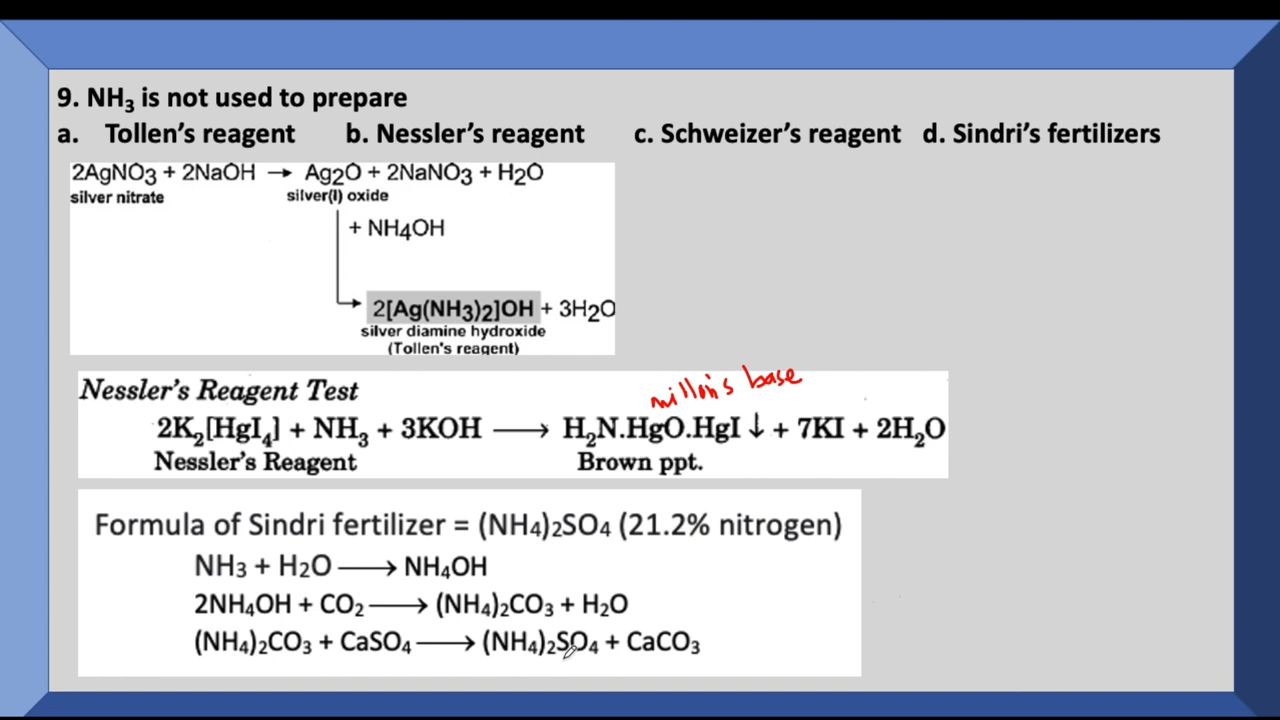 9. NH₃ is not used to prepare
a. Tollen's reagent b. Nessler's reagent c. Schweizer's reagent d. Sindri's fertilizers
2AgNO3 + 2NaOH → Ag2O + 2NaNO3 + H2O
silver nitrate silver(I) oxide
+ NH4OH
2[Ag(NH3)2]OH + 3H2O
silver diamine hydroxide
(Tollen's reagent)
Nessler's Reagent Test
millon's base
2K₂[HgI₄] + NH₃ + 3KOH ⟶ H₂N.HgO.HgI ↓ + 7KI + 2H₂O
Nessler's Reagent Brown ppt.
Formula of Sindri fertilizer = (NH4)2SO4 (21.2% nitrogen)
NH3 + H2O ⟶ NH4OH
2NH4OH + CO2 ⟶ (NH4)2CO3 + H2O
(NH4)2CO3 + CaSO4 ⟶ (NH4)2SO4 + CaCO3